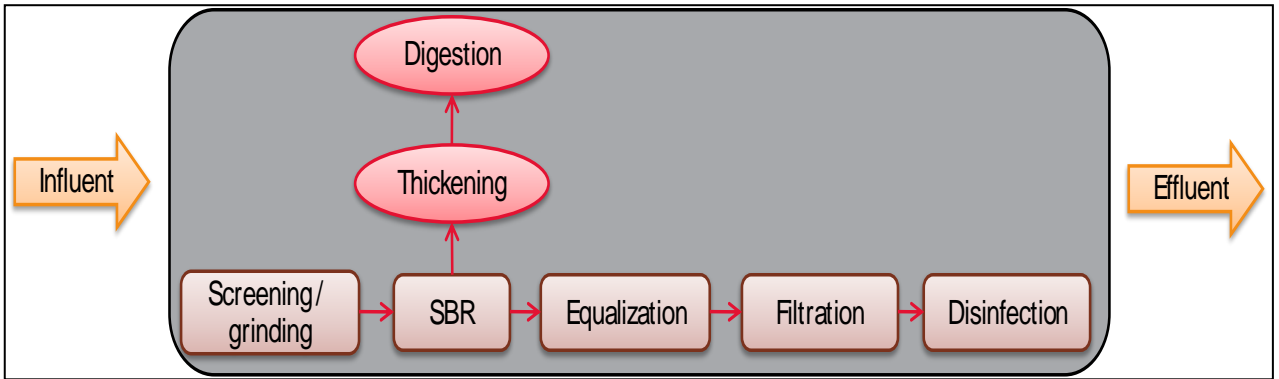 Digestion
Thickening
Influent
Effluent
Screening/
grinding
SBR
Equalization
Filtration
Disinfection